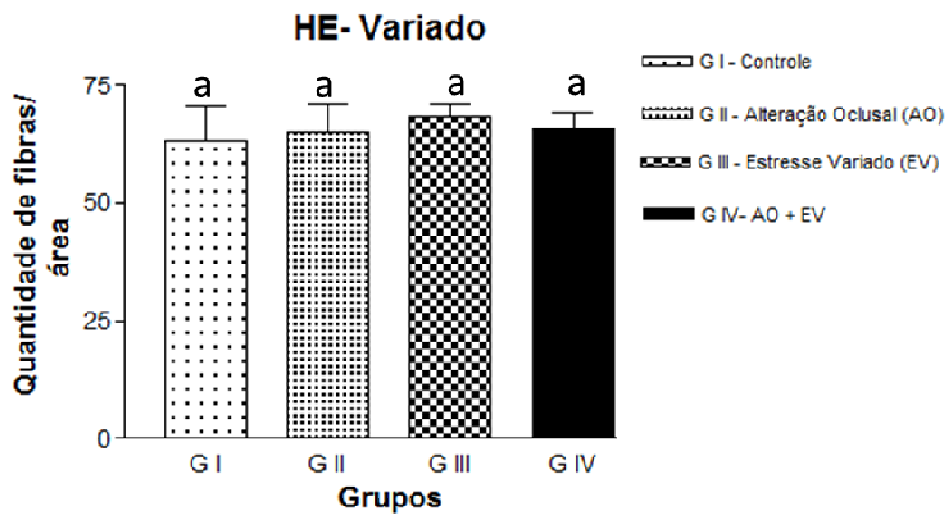 HE- Variado
Quantidade de fibras/
área
75
50
25
0
a a a a
G I G II G III G IV
Grupos
G I - Controle
G II - Alteração Oclusal (AO)
G III - Estresse Variado (EV)
G IV- AO + EV